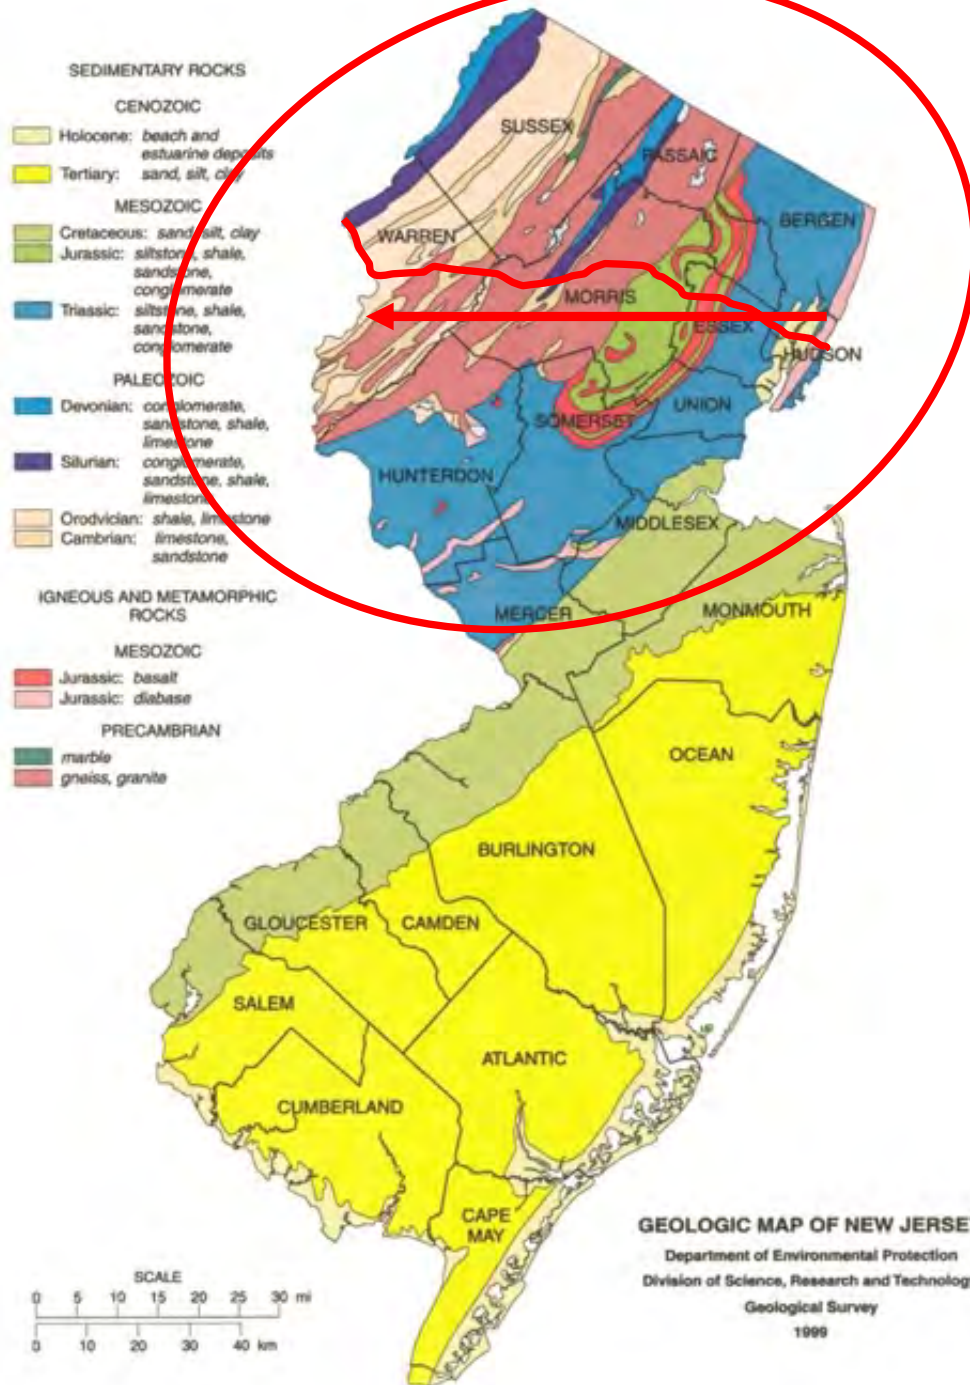 SEDIMENTARY ROCKS
CENOZOIC
Holocene: beach and
estuarine deposits
Tertiary: sand, silt, clay
MESOZOIC
Cretaceous: sand, silt, clay
Jurassic: siltstone, shale,
sandstone,
conglomerate
Triassic: siltstone, shale,
sandstone,
conglomerate
PALEOZOIC
Devonian: conglomerate,
sandstone, shale,
limestone
Silurian: conglomerate,
sandstone, shale,
limestone
Orodvician: shale, limestone
Cambrian: limestone,
sandstone
IGNEOUS AND METAMORPHIC
ROCKS
MESOZOIC
Jurassic: basalt
Jurassic: diabase
PRECAMBRIAN
marble
gneiss, granite
SUSSEX
PASSAIC
BERGEN
WARREN
MORRIS
ESSEX
HUDSON
UNION
SOMERSET
HUNTERDON
MIDDLESEX
MERCER
MONMOUTH
OCEAN
BURLINGTON
GLOUCESTER
CAMDEN
SALEM
ATLANTIC
CUMBERLAND
CAPE
MAY
GEOLOGIC MAP OF NEW JERSE
Department of Environmental Protection
Division of Science, Research and Technolog
Geological Survey
1999
SCALE
0 5 10 15 20 25 30 mi
0 10 20 30 40 km